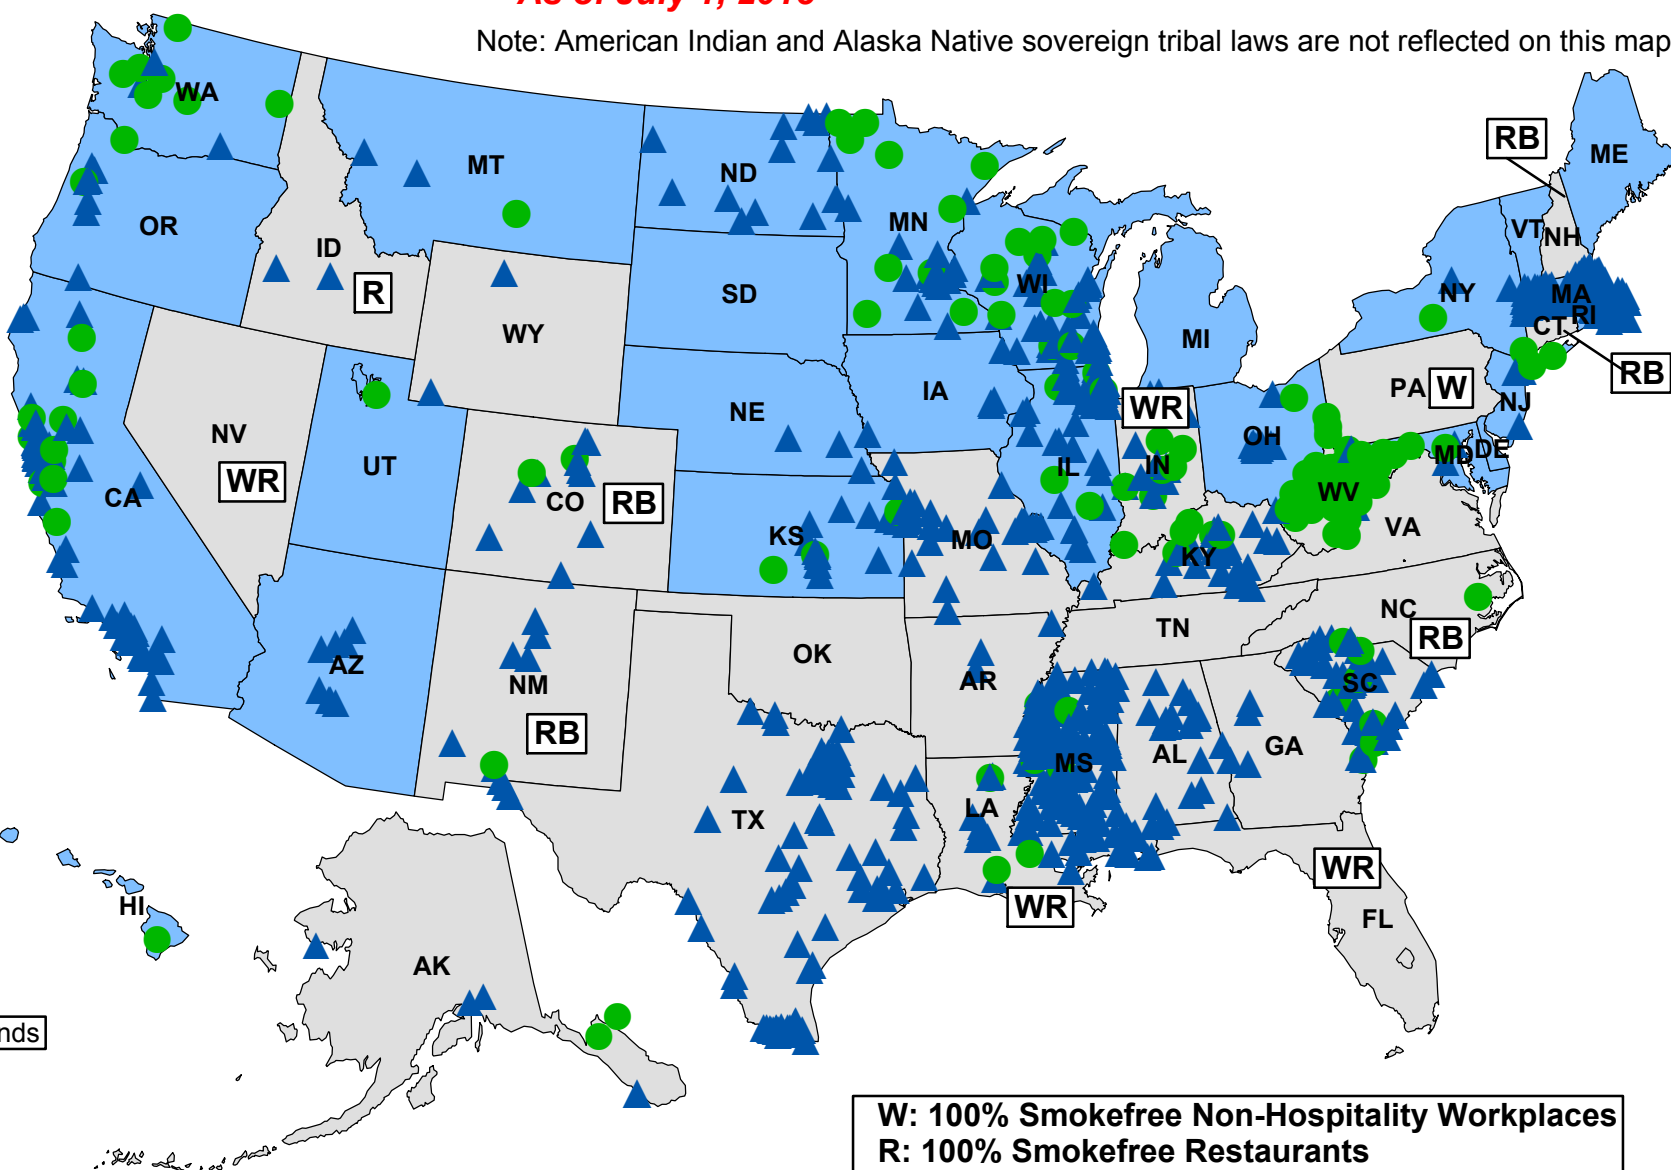 Note: American Indian and Alaska Native sovereign tribal laws are not reflected on this map
RB
ME
WA
MT
ND
MN
VT
NH
OR
ID
R
SD
WI
NY
MA
RI
CT
WY
MI
RB
IA
PA W
NE
WR
NJ
NV
OH
UT
IL
IN
MD
DE
WR
CA
CO
RB
WV
KS
MO
KY
VA
NC
TN
RB
OK
AZ
NM
AR
SC
RB
MS
AL
GA
TX
LA
WR
HI
WR
FL
AK
nds
W: 100% Smokefree Non-Hospitality Workplaces
R: 100% Smokefree Restaurants